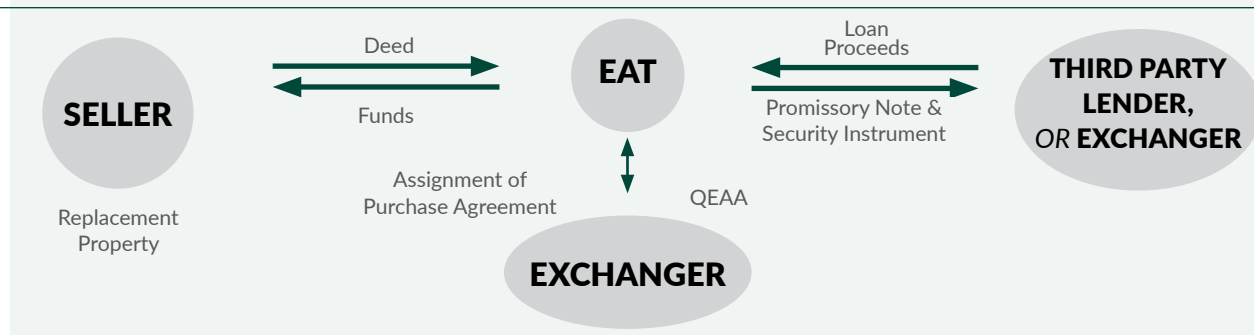 SELLER
Replacement
Property
Deed
Funds
EAT
Loan
Proceeds
Promissory Note &
Security Instrument
THIRD PARTY
LENDER,
OR EXCHANGER
Assignment of
Purchase Agreement
QEAA
EXCHANGER